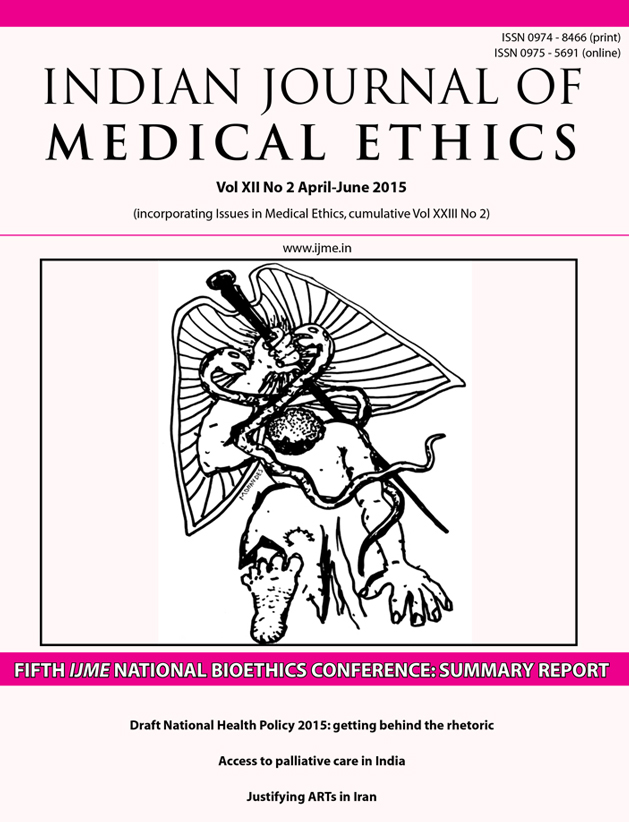 ISSN 0974 - 8466 (print)
ISSN 0975 - 5691 (online)
INDIAN JOURNAL OF
MEDICAL ETHICS
Vol XII No 2 April-June 2015
(incorporating Issues in Medical Ethics, cumulative Vol XXIII No 2)
www.ijme.in
FIFTH IJME NATIONAL BIOETHICS CONFERENCE: SUMMARY REPORT
Draft National Health Policy 2015: getting behind the rhetoric
Access to palliative care in India
Justifying ARTs in Iran